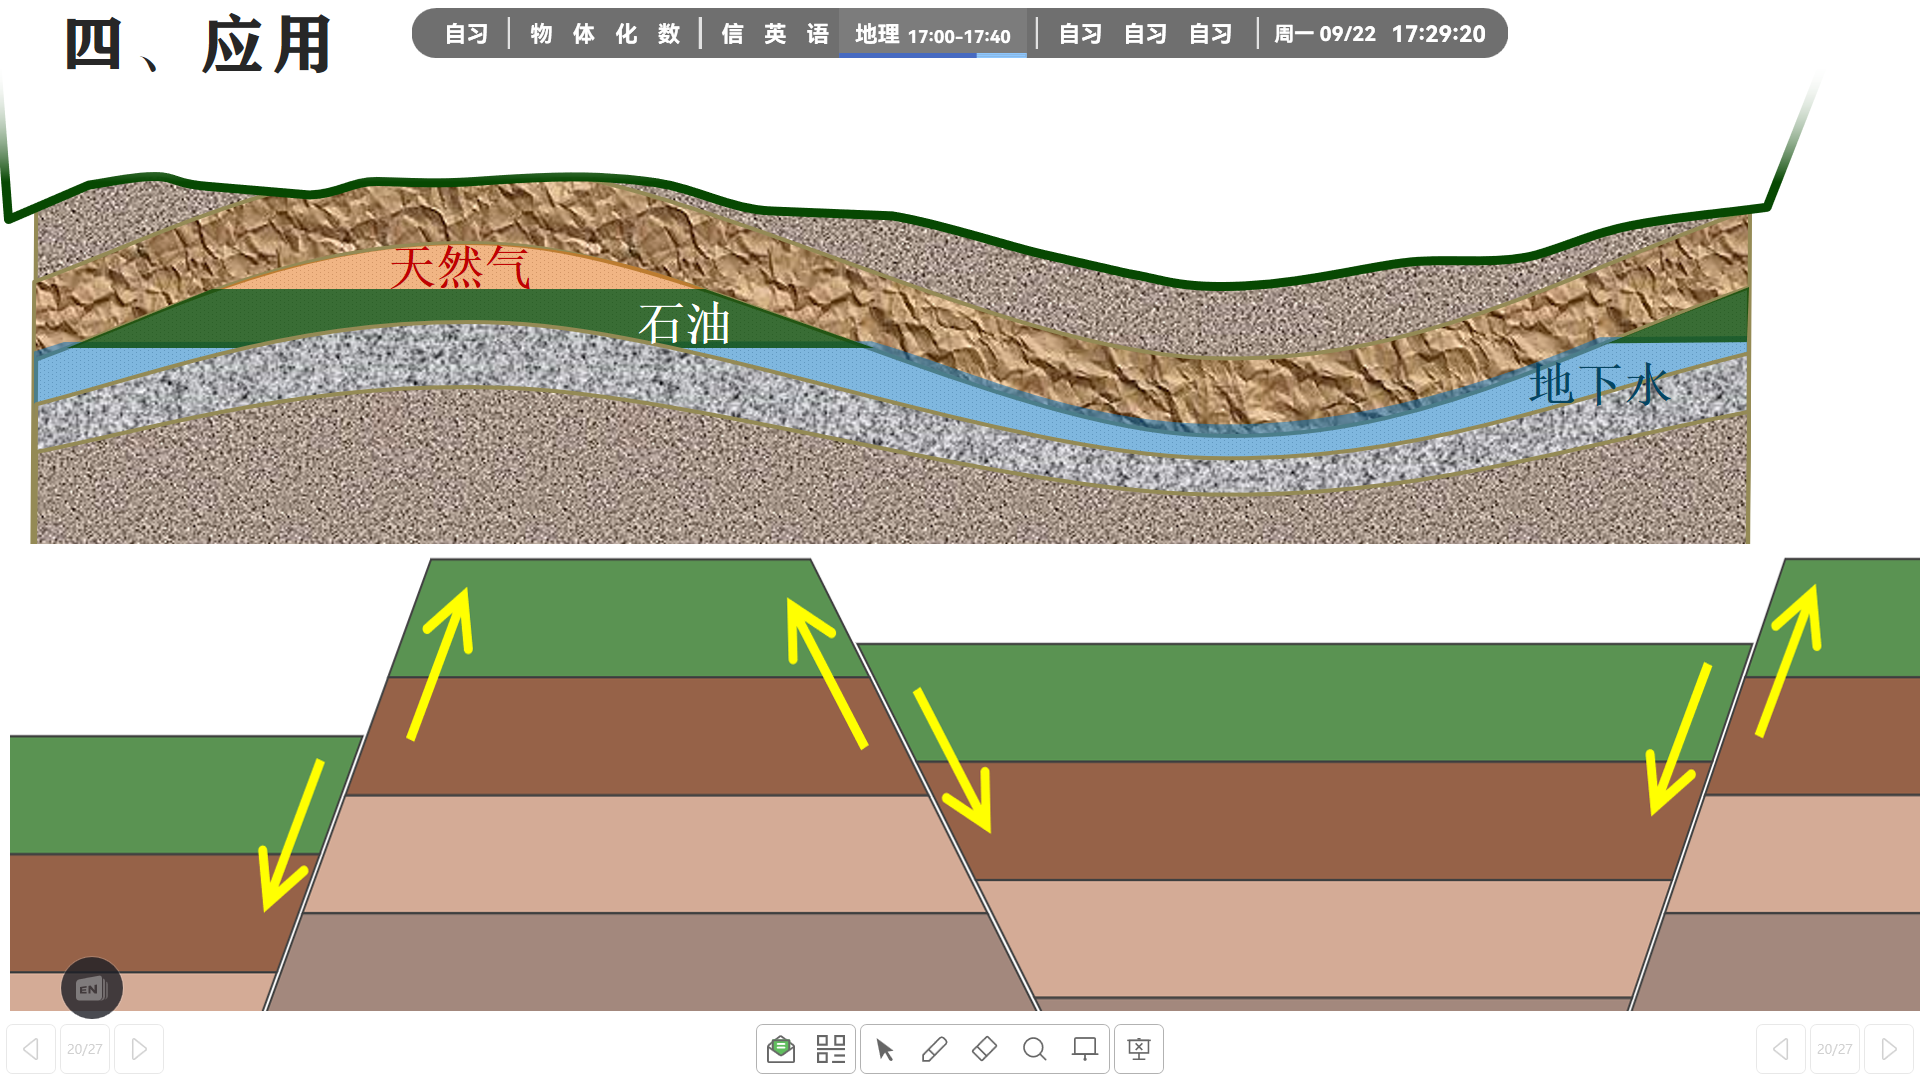 四、应用
自习 物 体 化 数 信 英 语 地理 17:00-17:40 自习 自习 自习 周一 09/22 17:29:20
天然气
石油
地下水
EN
20/27
20/27